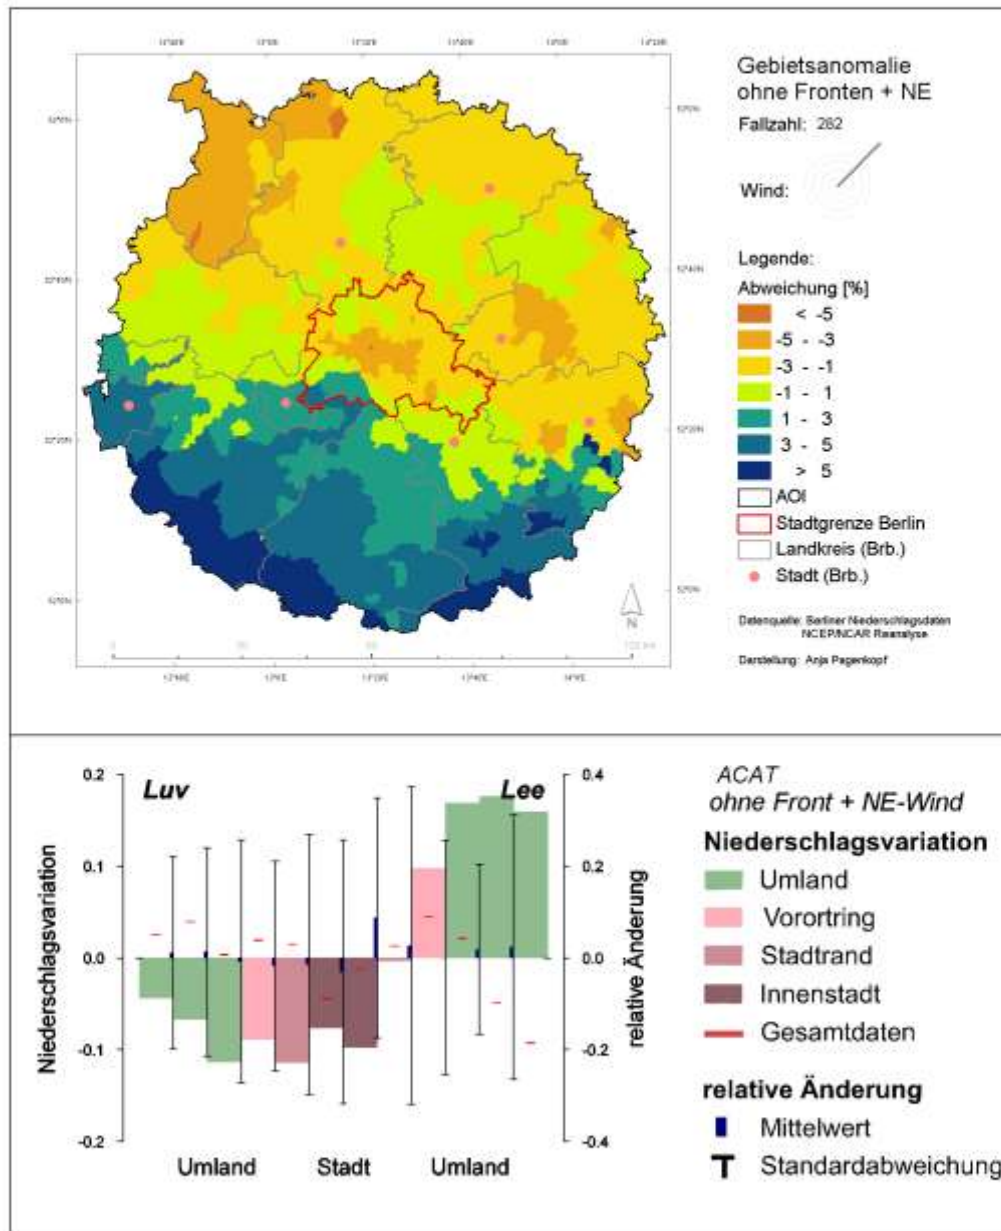 Gebietsanomalie
ohne Fronten + NE
Fallzahl: 282
Wind:
Legende:
Abweichung [%]
< -5
-5 - -3
-3 - -1
-1 - 1
1 - 3
3 - 5
> 5
AOI
Stadtgrenze Berlin
Landkreis (Brb.)
Stadt (Brb.)
N
Datenquelle: Berliner Niederschlagsdaten
NCEP/NCAR Reanalyse
Darstellung: Anja Pagenkopf
Luv
Lee
Niederschlagsvariation
0.2
0.1
0.0
-0.1
-0.2
relative Änderung
0.4
0.2
0.0
-0.2
-0.4
Umland Stadt Umland
ACAT
ohne Front + NE-Wind
Niederschlagsvariation
Umland
Vorortring
Stadtrand
Innenstadt
Gesamtdaten
relative Änderung
Mittelwert
Standardabweichung